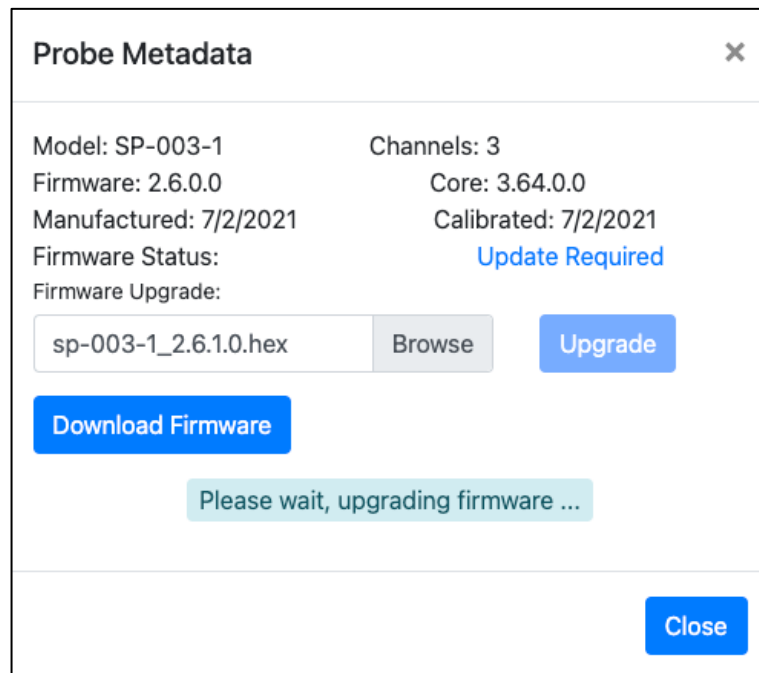 Probe Metadata ×
Model: SP-003-1 Channels: 3
Firmware: 2.6.0.0 Core: 3.64.0.0
Manufactured: 7/2/2021 Calibrated: 7/2/2021
Firmware Status: Update Required
Firmware Upgrade:
sp-003-1_2.6.1.0.hex Browse Upgrade
Download Firmware
Please wait, upgrading firmware ...
Close